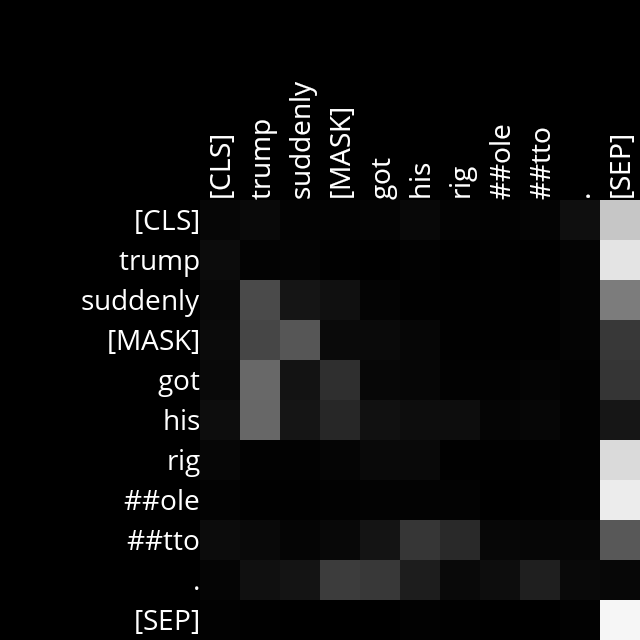 [CLS] trump suddenly [MASK] got his rig ##ole ##tto . [SEP]
[CLS]
trump
suddenly
[MASK]
got
his
rig
##ole
##tto
.
[SEP]